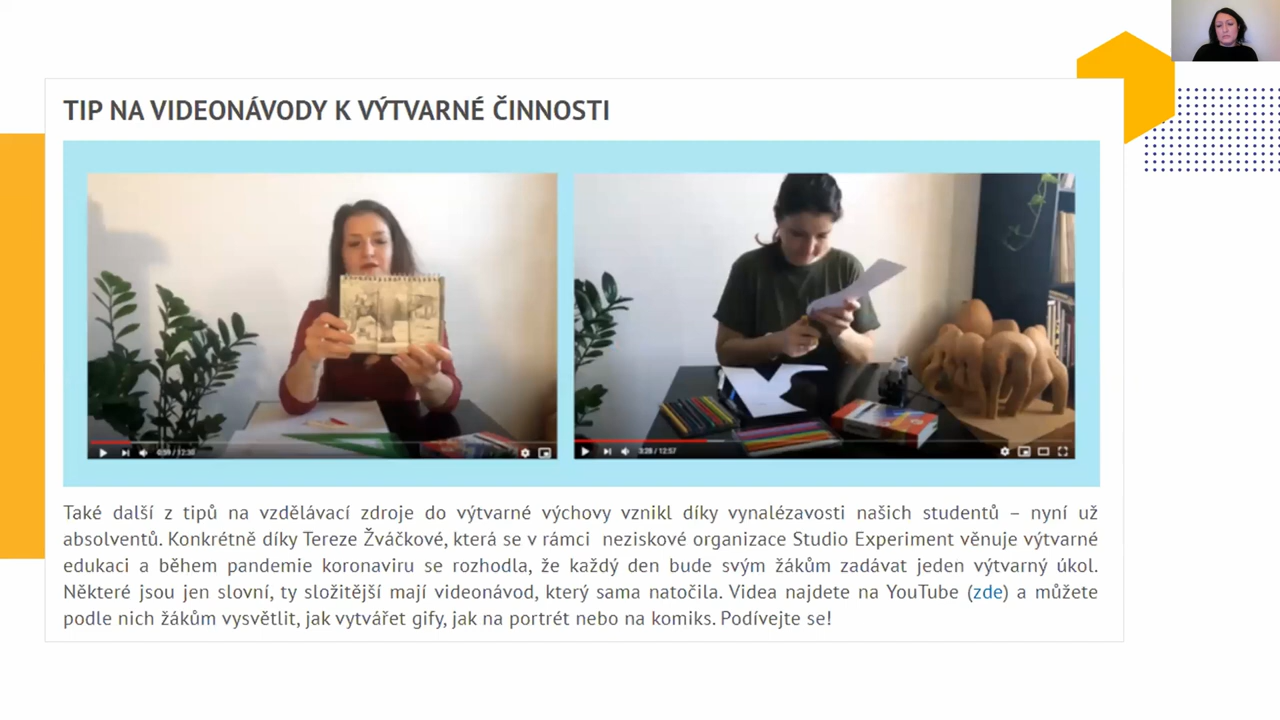 TIP NA VIDEONÁVODY K VÝTVARNÉ ČINNOSTI
3:28 / 12:57
Také další z tipů na vzdělávací zdroje do výtvarné výchovy vznikl díky vynalézavosti našich studentů – nyní už
absolventů. Konkrétně díky Tereze Žváčkové, která se v rámci neziskové organizace Studio Experiment věnuje výtvarné
edukaci a během pandemie koronaviru se rozhodla, že každý den bude svým žákům zadávat jeden výtvarný úkol.
Některé jsou jen slovní, ty složitější mají videonávod, který sama natočila. Videa najdete na YouTube (zde) a můžete
podle nich žákům vysvětlit, jak vytvářet gify, jak na portrét nebo na komiks. Podívejte se!